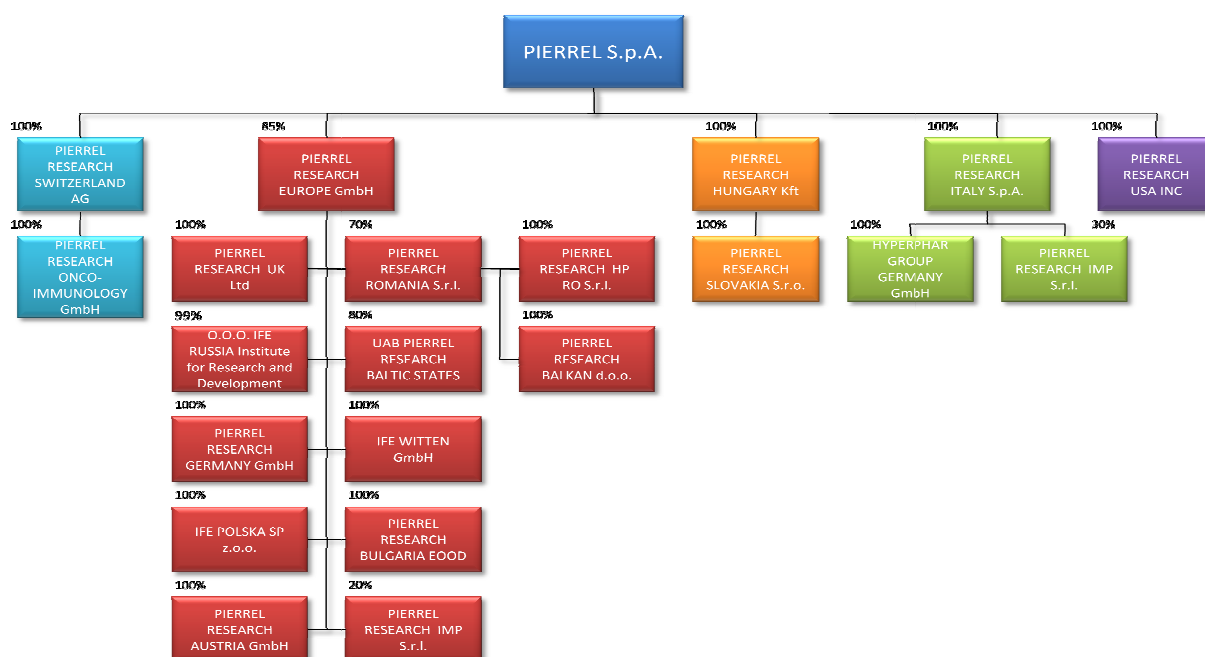 PIERREL S.p.A.
100%
PIERREL
RESEARCH
SWITZERLAND
AG
85%
PIERREL
RESEARCH
EUROPE GmbH
100%
PIERREL
RESEARCH
HUNGARY Kft
100%
PIERREL
RESEARCH
ITALY S.p.A.
100%
PIERREL
RESEARCH
USA INC
100%
PIERREL
RESEARCH
ONCO-
IMMUNOLOGY
GmbH
100%
PIERREL
RESEARCH UK
Ltd
70%
PIERREL
RESEARCH
ROMANIA S.r.l.
100%
PIERREL
RESEARCH HP
RO S.r.l.
100%
PIERREL
RESEARCH
SLOVAKIA S.r.o.
100%
HYPERPHAR
GROUP
GERMANY
GmbH
30%
PIERREL
RESEARCH IMP
S.r.l.
99%
O.O.O. IFE
RUSSIA Institute
for Research and
Development
80%
UAB PIERREL
RESEARCH
BALTIC STATES
100%
PIERREL
RESEARCH
BALKAN d.o.o.
100%
PIERREL
RESEARCH
GERMANY GmbH
100%
IFE WITTEN
GmbH
100%
IFE POLSKA SP
z.o.o.
100%
PIERREL
RESEARCH
BULGARIA EOOD
100%
PIERREL
RESEARCH
AUSTRIA GmbH
20%
PIERREL
RESEARCH IMP
S.r.l.